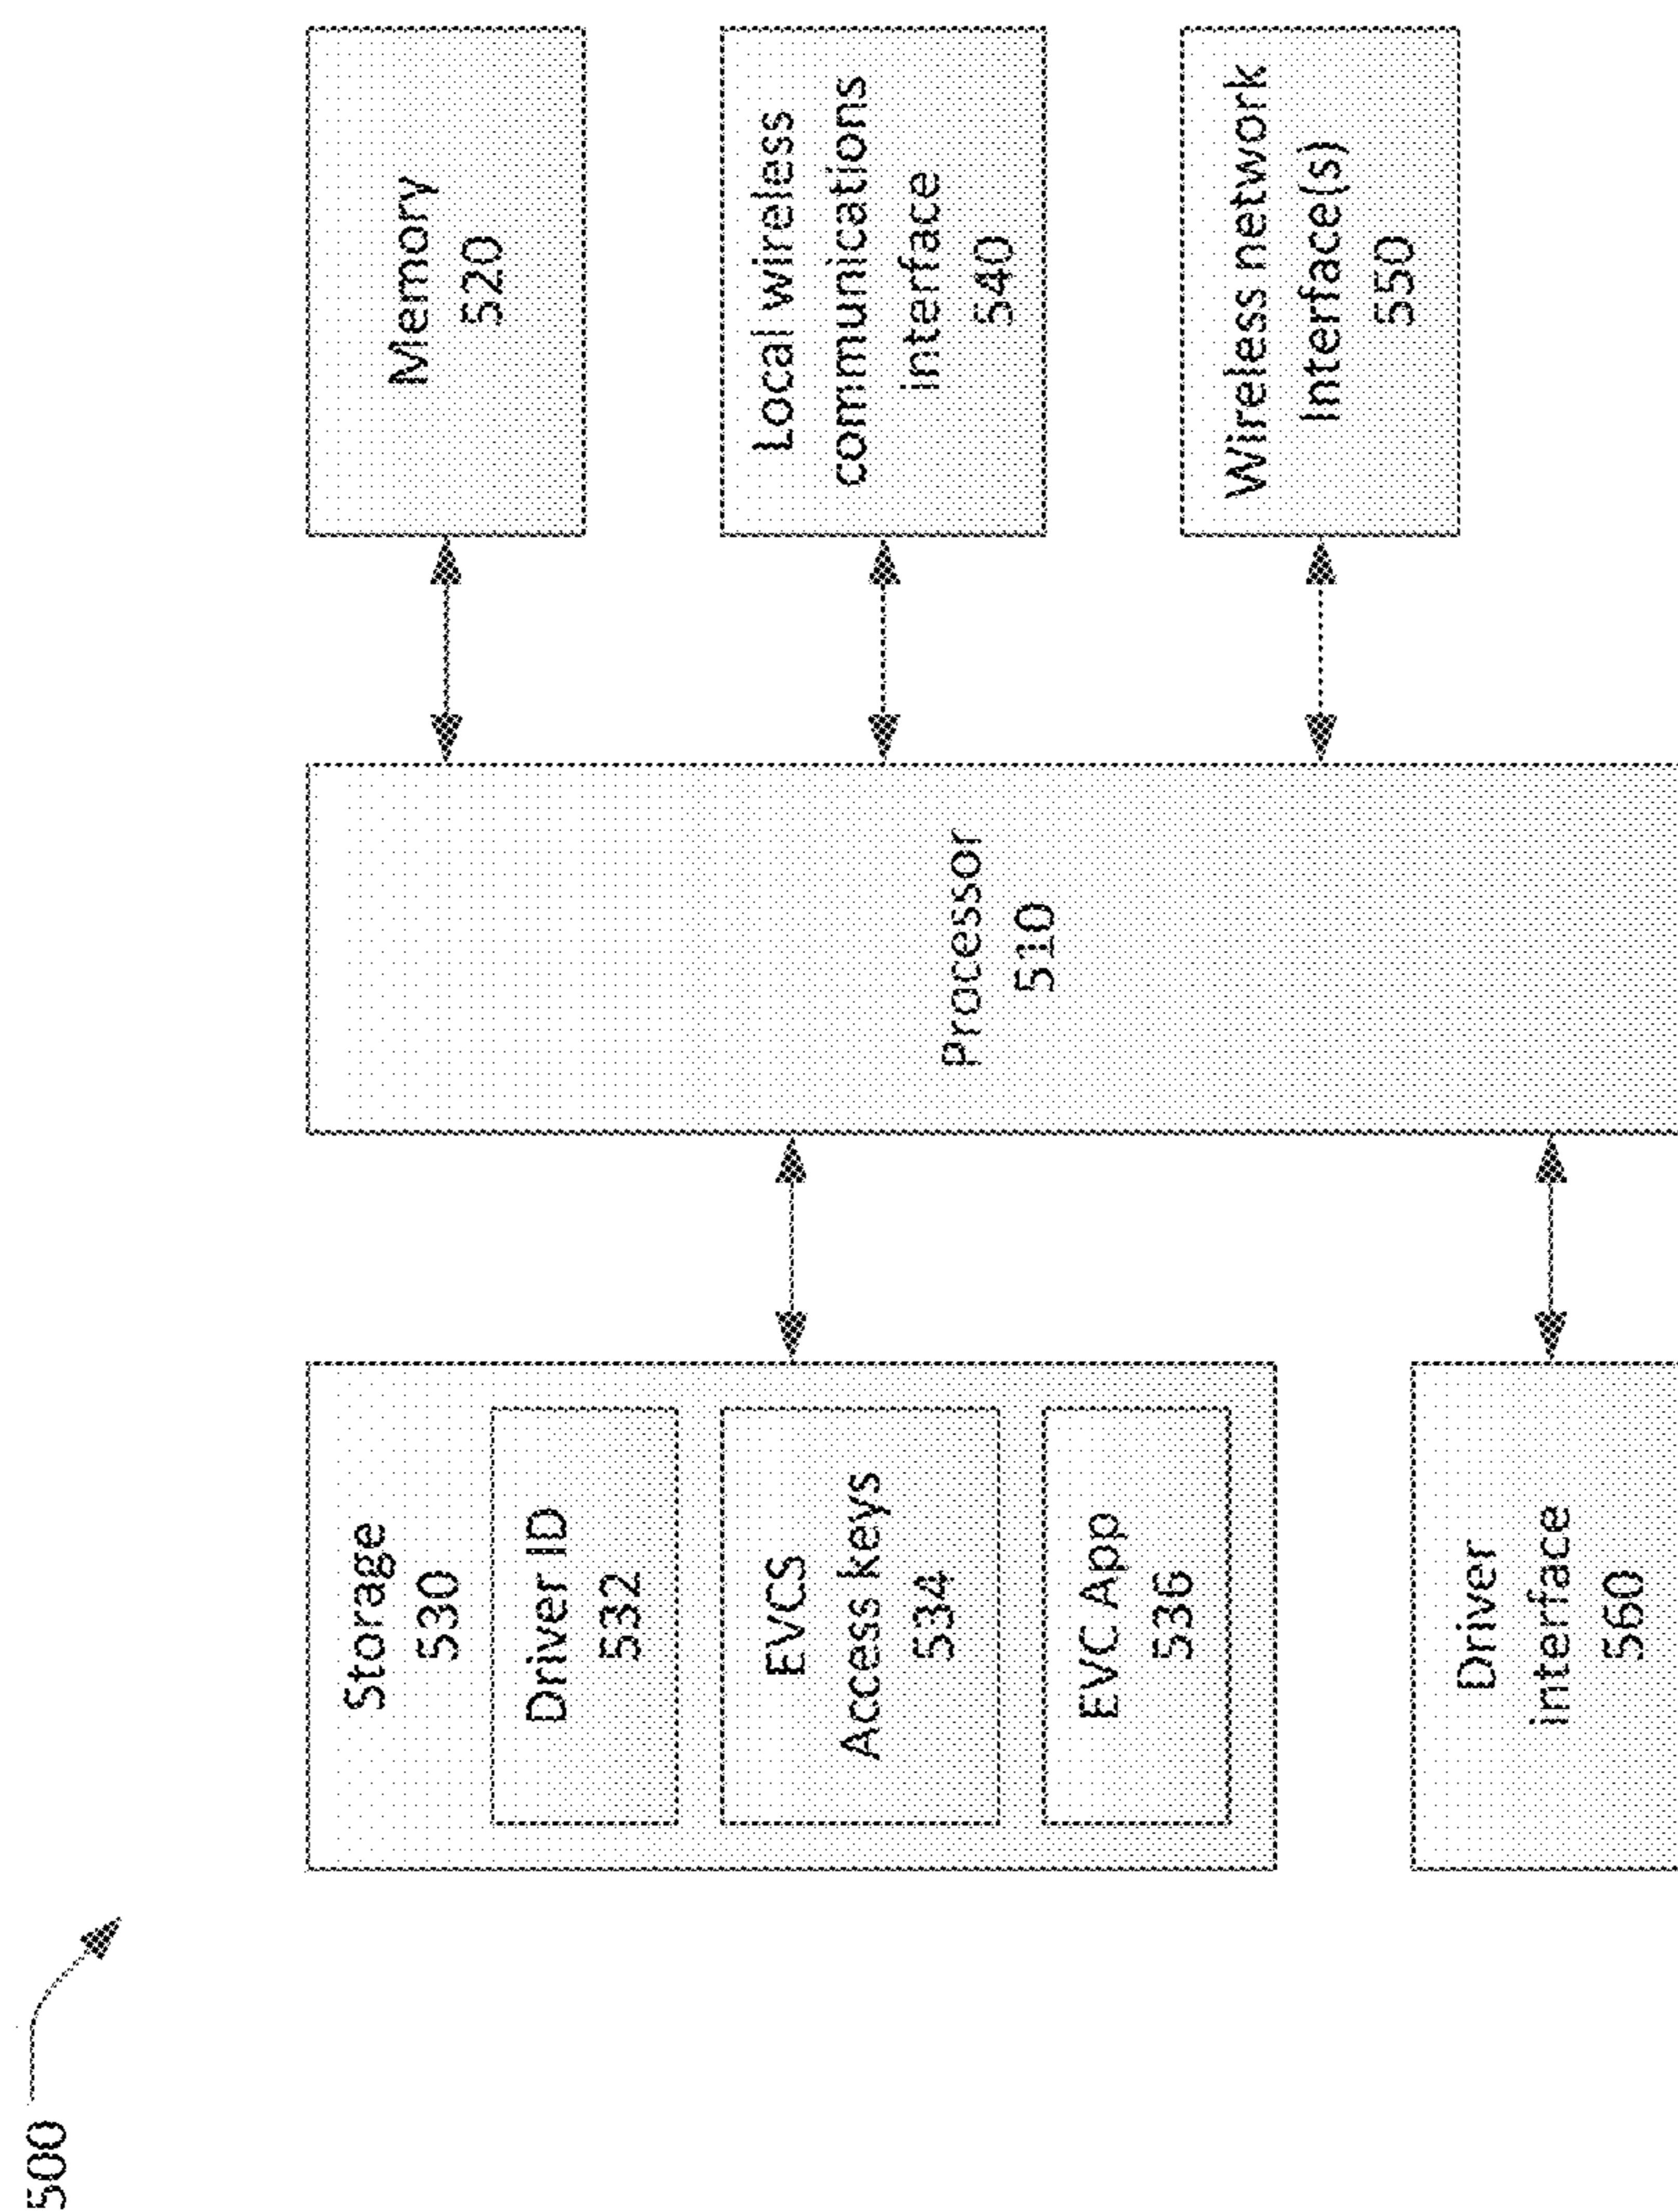 500
Storage
530
Driver ID
532
EVCS
Access keys
534
EVC App
536
Driver
interface
560
Processor
510
Memory
520
Local wireless
communications
interface
540
Wireless network
Interface(s)
550